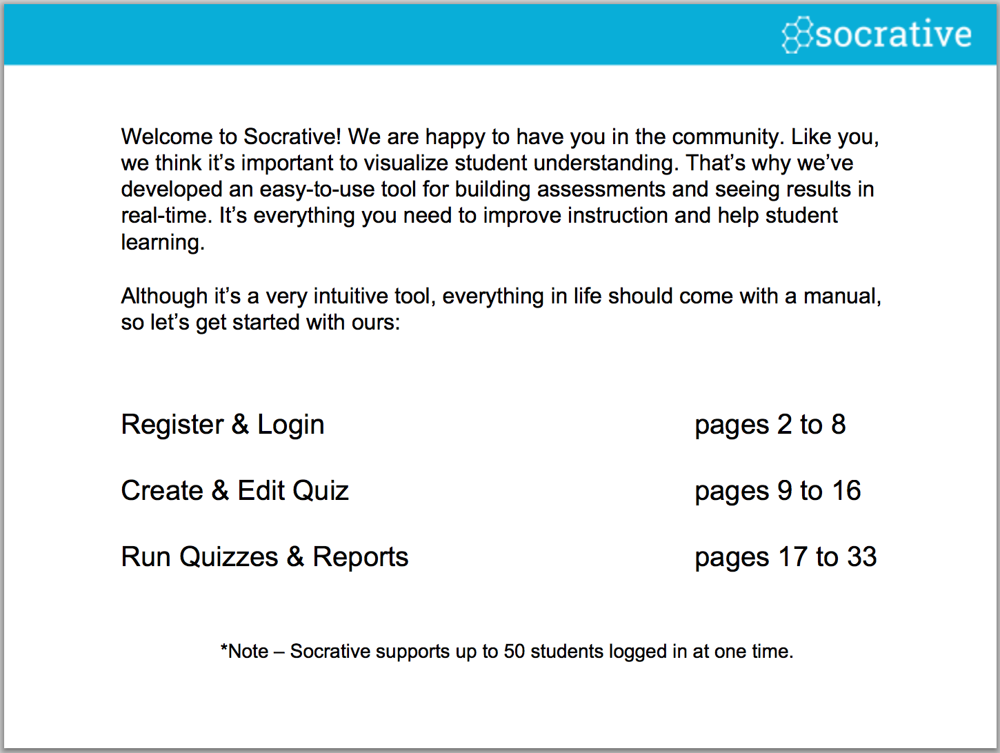 socrative
Welcome to Socrative! We are happy to have you in the community. Like you,
we think it’s important to visualize student understanding. That’s why we’ve
developed an easy-to-use tool for building assessments and seeing results in
real-time. It’s everything you need to improve instruction and help student
learning.
Although it’s a very intuitive tool, everything in life should come with a manual,
so let’s get started with ours:
Register & Login pages 2 to 8
Create & Edit Quiz pages 9 to 16
Run Quizzes & Reports pages 17 to 33
*Note – Socrative supports up to 50 students logged in at one time.